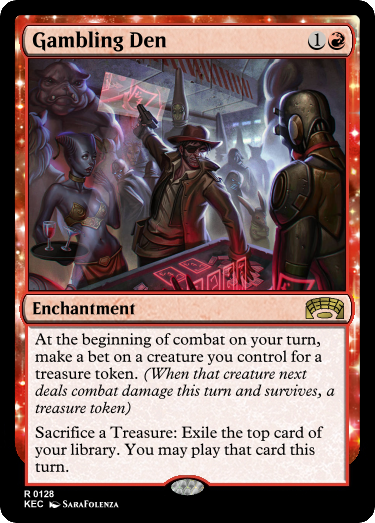 Gambling Den 1
Enchantment
At the beginning of combat on your turn,
make a bet on a creature you control for a
treasure token. (When that creature next
deals combat damage this turn and survives, a
treasure token)
Sacrifice a Treasure: Exile the top card of
your library. You may play that card this
turn.
R 0128
KEC SaraFolenza